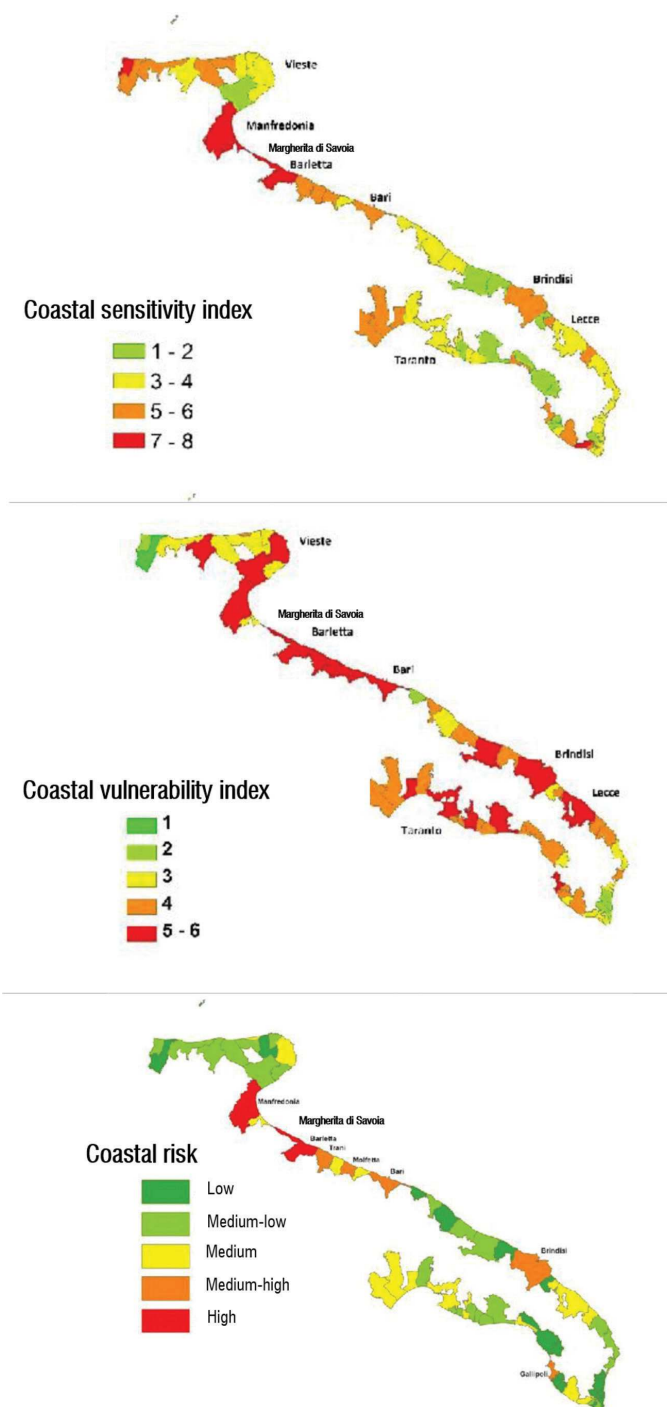 Vieste
Manfredonia
Margherita di Savoia
Barletta
Bari
Brindisi
Lecce
Taranto
Coastal sensitivity index
1 - 2
3 - 4
5 - 6
7 - 8
Vieste
Margherita di Savoia
Barletta
Bari
Brindisi
Lecce
Taranto
Coastal vulnerability index
1
2
3
4
5 - 6
Manfredonia
Margherita di Savoia
Barletta
Trani
Molfetta
Bari
Brindisi
Gallipoli
Coastal risk
Low
Medium-low
Medium
Medium-high
High